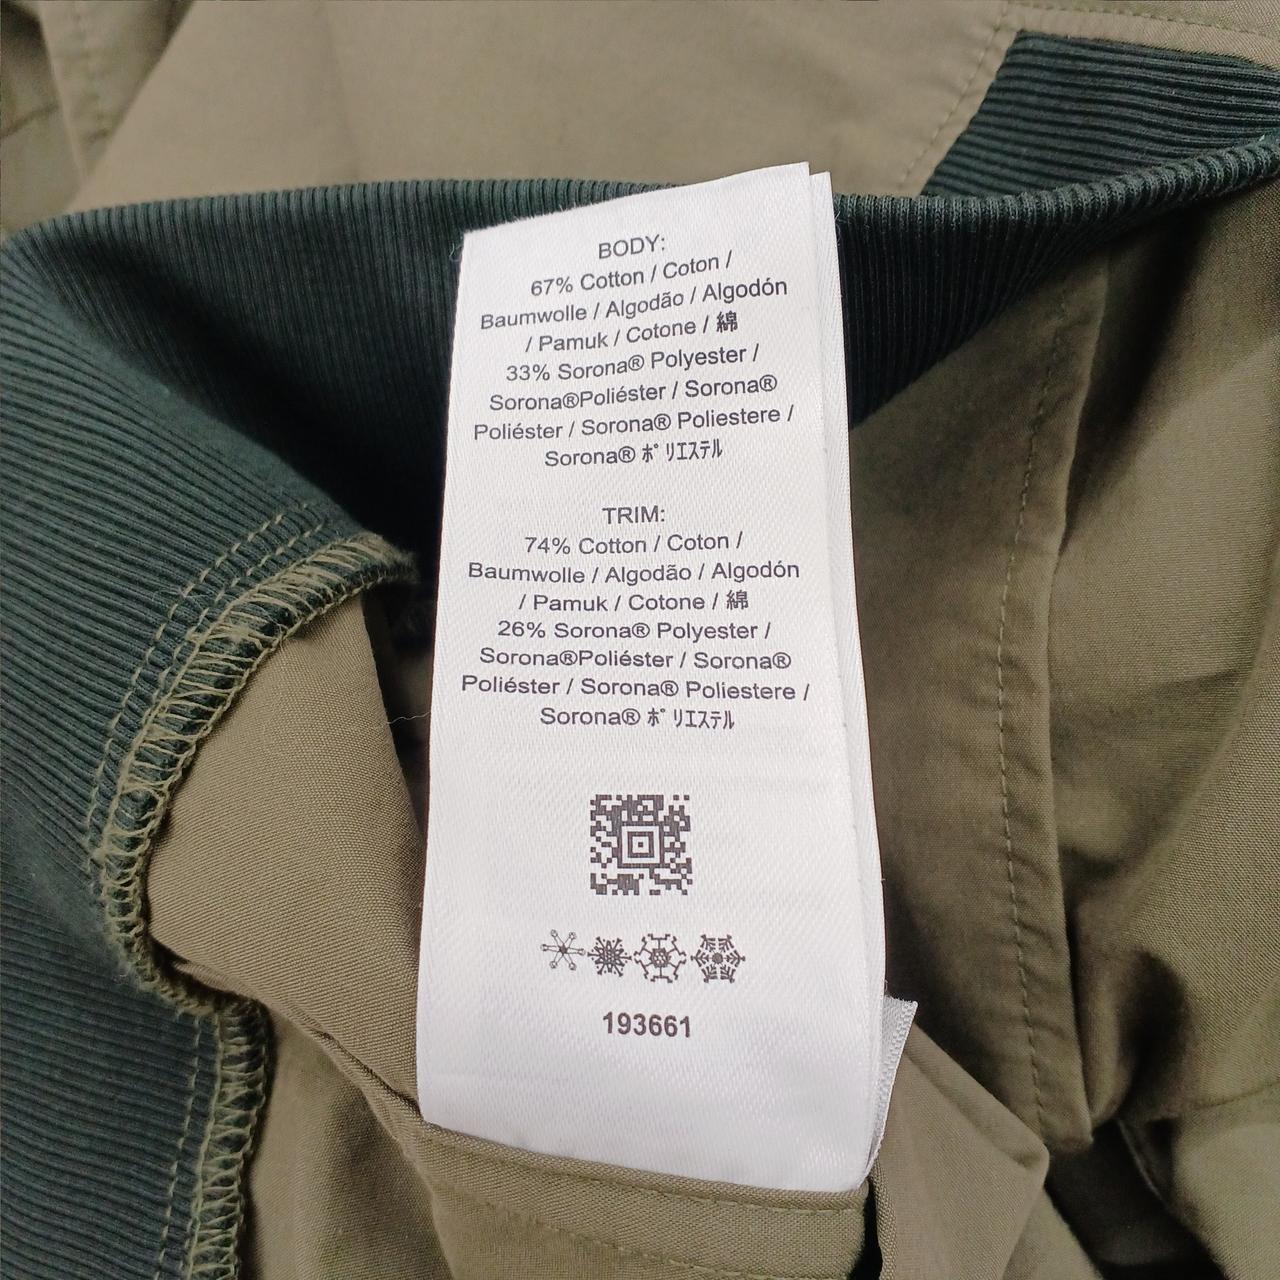 BODY:
67% Cotton / Coton /
Baumwolle / Algodão / Algodón
/ Pamuk / Cotone / 綿
33% Sorona® Polyester /
Sorona®Poliéster / Sorona®
Poliéster / Sorona® Poliestere /
Sorona® ﾎﾟﾘｴｽﾃﾙ
TRIM:
74% Cotton / Coton /
Baumwolle / Algodão / Algodón
/ Pamuk / Cotone / 綿
26% Sorona® Polyester /
Sorona®Poliéster / Sorona®
Poliéster / Sorona® Poliestere /
Sorona® ﾎﾟﾘｴｽﾃﾙ
193661